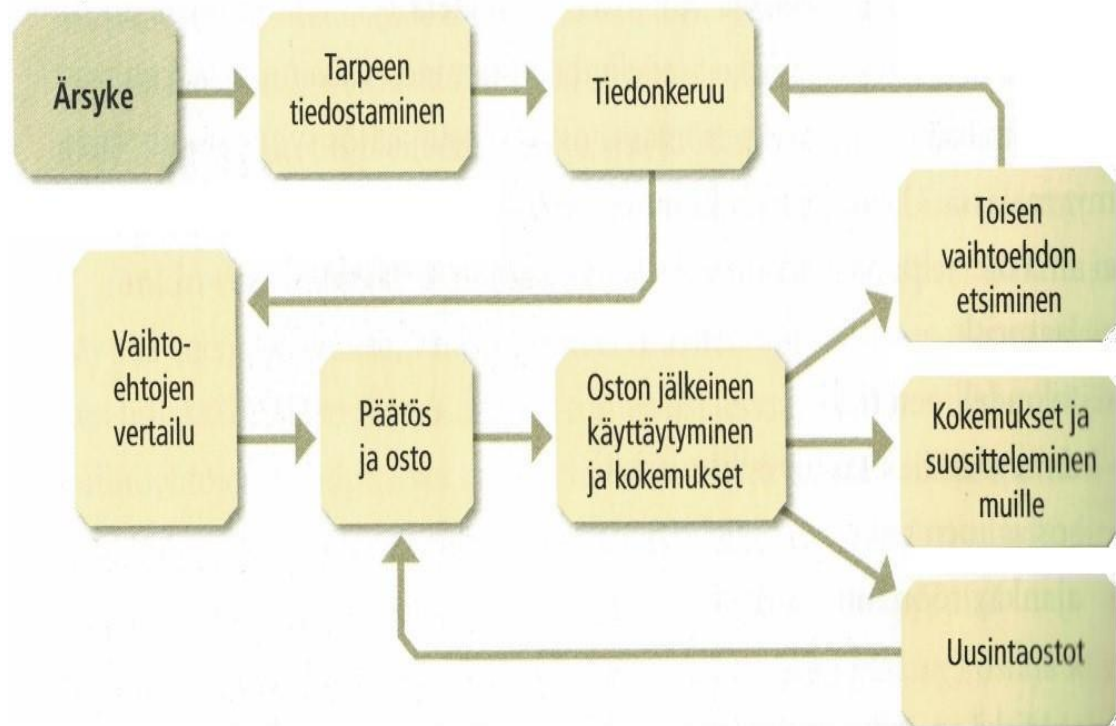 Ärsyke
Tarpeen
tiedostaminen
Tiedonkeruu
Toisen
vaihtoehdon
etsiminen
Vaihto-
ehtojen
vertailu
Päätös
ja osto
Oston jälkeinen
käyttäytyminen
ja kokemukset
Kokemukset ja
suositteleminen
muille
Uusintaostot